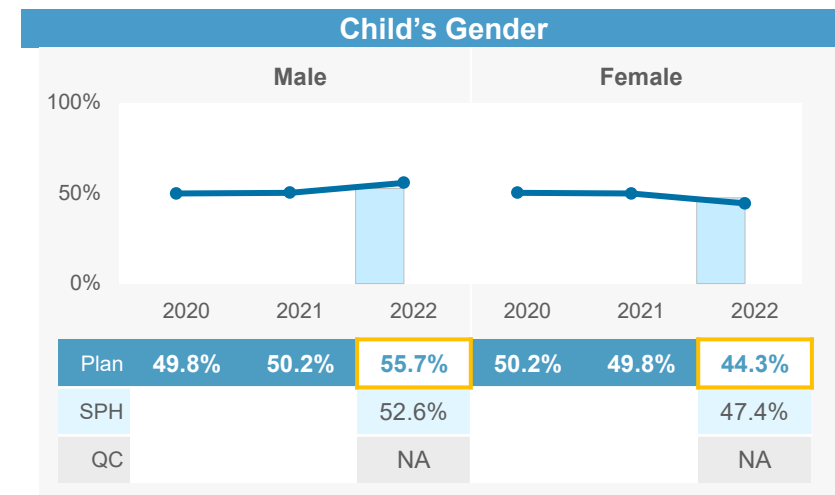 Child's Gender
Male Female
100%
50%
0%
2020 2021 2022 2020 2021 2022
Plan 49.8% 50.2% 55.7% 50.2% 49.8% 44.3%
SPH 52.6% 47.4%
QC NA NA